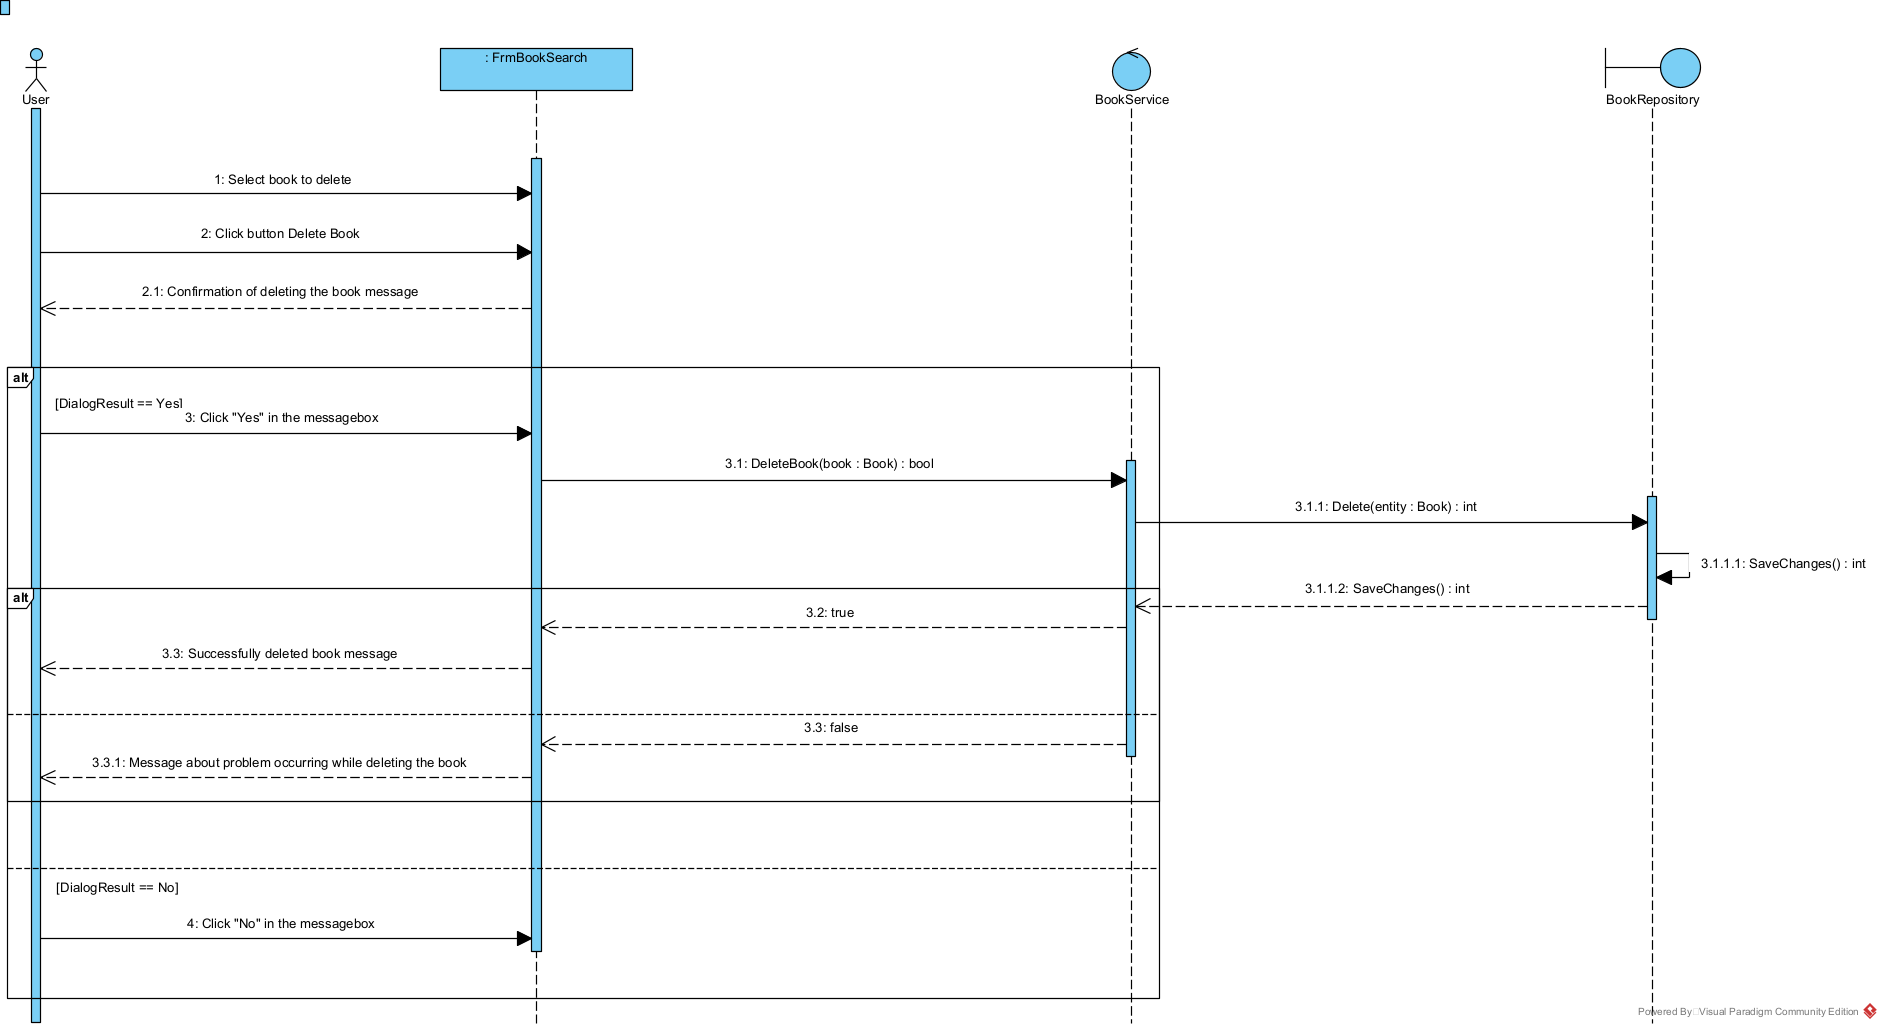 : FrmBookSearch
User
BookService
BookRepository
1: Select book to delete
2: Click button Delete Book
2.1: Confirmation of deleting the book message
alt
[DialogResult == Yes]
3: Click "Yes" in the messagebox
3.1: DeleteBook(book : Book) : bool
3.1.1: Delete(entity : Book) : int
3.1.1.1: SaveChanges() : int
3.1.1.2: SaveChanges() : int
alt
3.2: true
3.3: Successfully deleted book message
3.3: false
3.3.1: Message about problem occurring while deleting the book
[DialogResult == No]
4: Click "No" in the messagebox
Powered By Visual Paradigm Community Edition